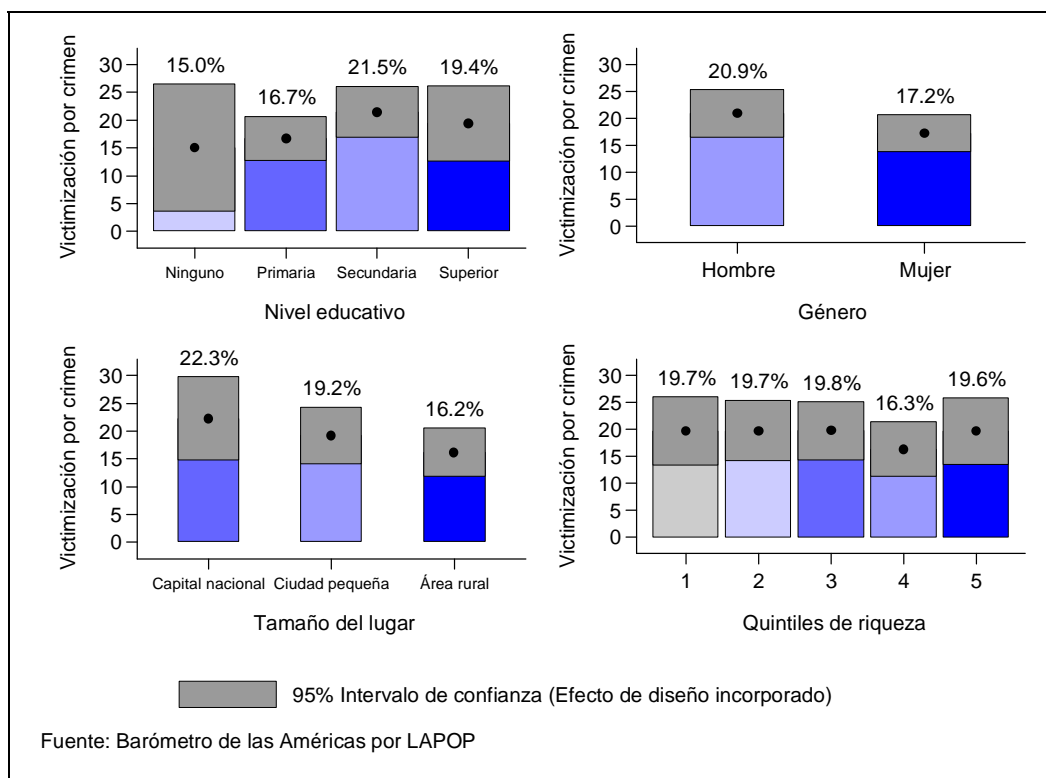 Victimización por crimen
30
25
20
15
10
5
0
15.0%
16.7%
21.5%
19.4%
Ninguno Primaria Secundaria Superior
Nivel educativo
Victimización por crimen
30
25
20
15
10
5
0
20.9%
17.2%
Hombre Mujer
Género
Victimización por crimen
30
25
20
15
10
5
0
22.3%
19.2%
16.2%
Capital nacional Ciudad pequeña Área rural
Tamaño del lugar
Victimización por crimen
30
25
20
15
10
5
0
19.7% 19.7% 19.8% 16.3% 19.6%
1 2 3 4 5
Quintiles de riqueza
95% Intervalo de confianza (Efecto de diseño incorporado)
Fuente: Barómetro de las Américas por LAPOP